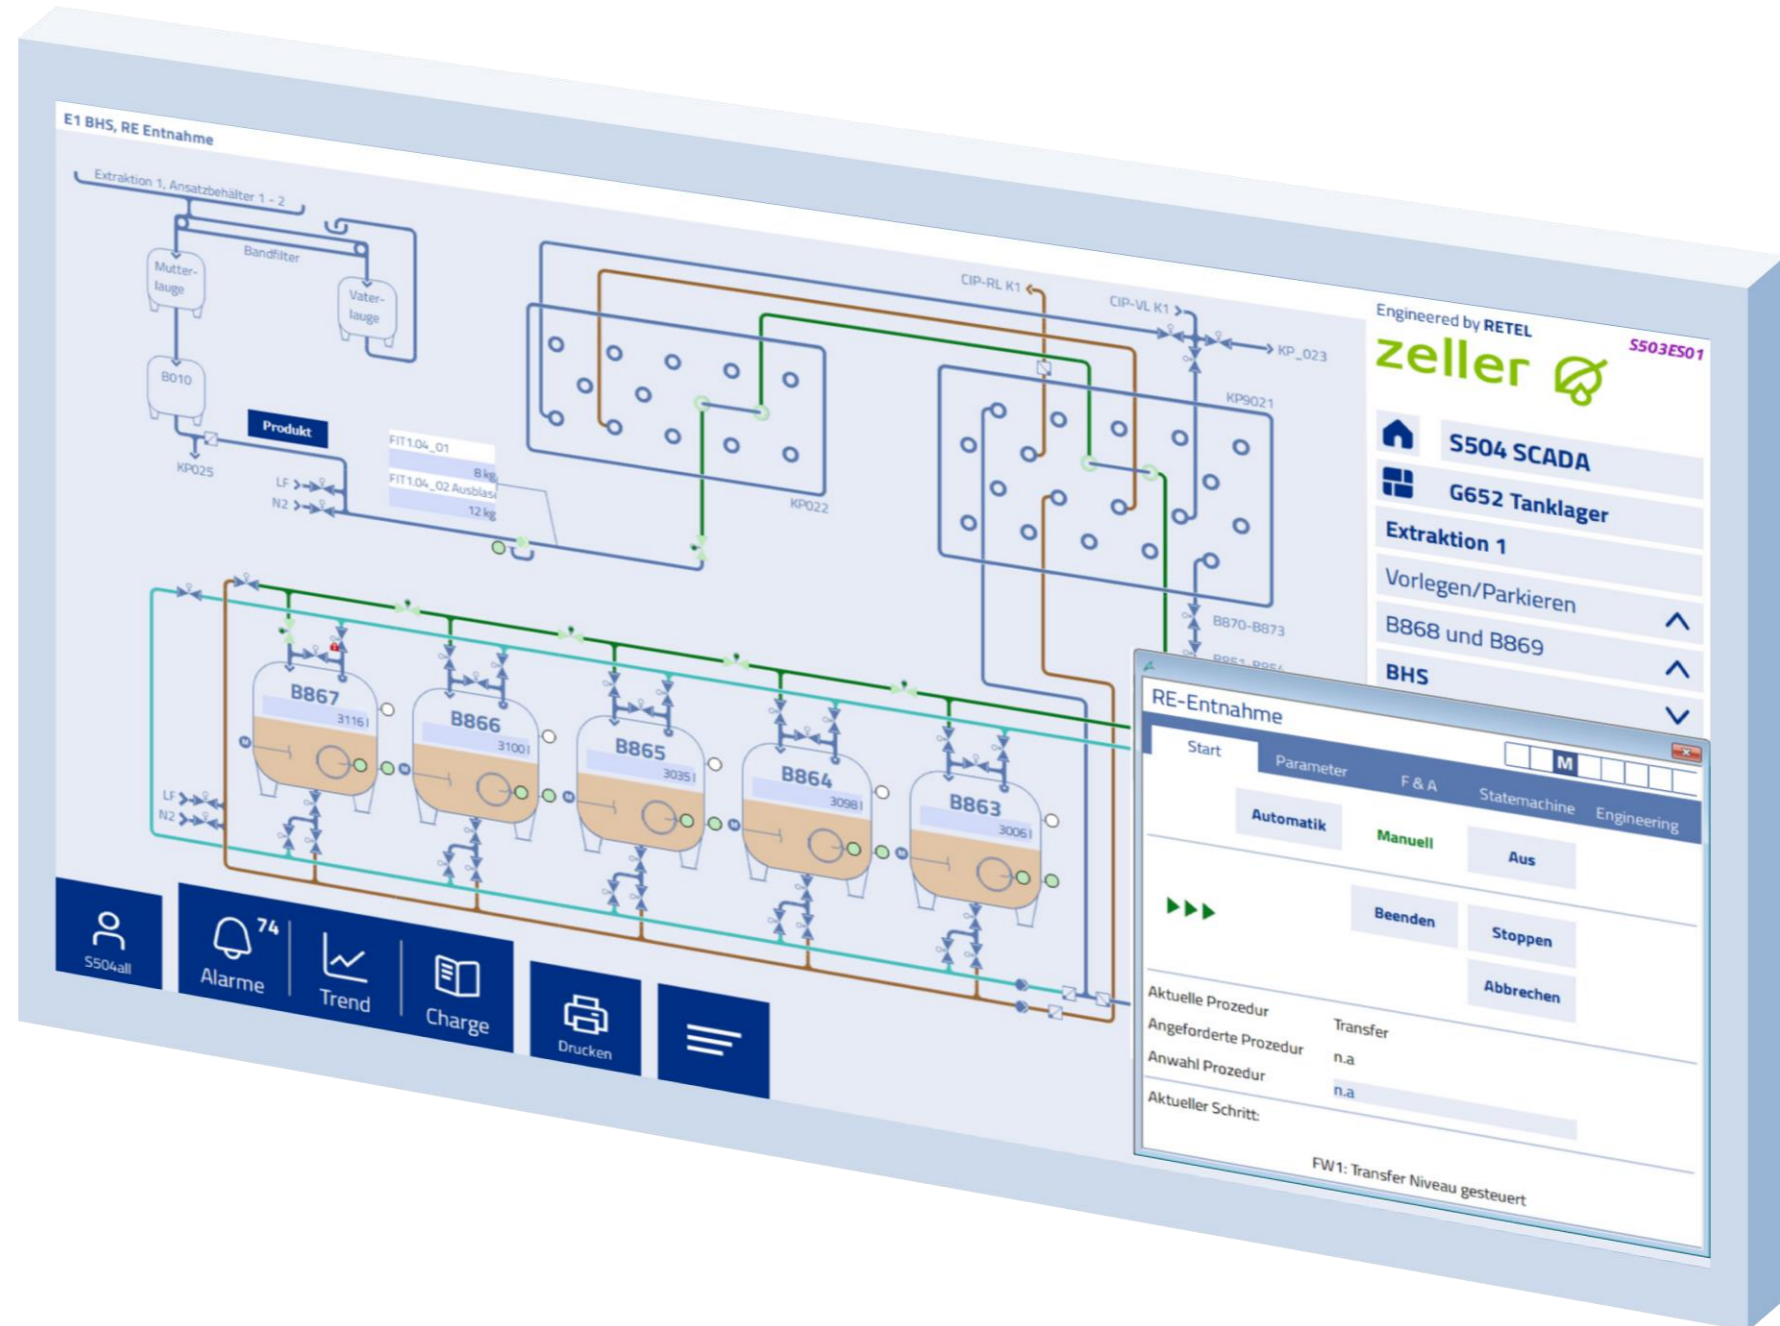 E1 BHS, RE Entnahme
Extraktion 1, Ansatzbehälter 1 - 2
Bandfilter
Mutter-
lauge
Vater-
lauge
B010
Produkt
KP025
LF
N2
FIT1.04_01
8 kg
FIT1.04_02 Ausblas
12 kg
KP022
CIP-RL K1
CIP-VL K1
KP_023
KP9021
B870-B873
B851-B854
B867
3116 l
B866
3100 l
B865
3035 l
B864
3098 l
B863
3006 l
M
M
M
M
M
LF
N2
Engineered by RETEL
S503ES01
zeller
S504 SCADA
G652 Tanklager
Extraktion 1
Vorlegen/Parkieren
B868 und B869
BHS
RE-Entnahme
M
Start
Parameter
F & A
Statemachine
Engineering
Automatik
Manuell
Aus
Beenden
Stoppen
Abbrechen
Aktuelle Prozedur
Transfer
Angeforderte Prozedur
n.a
Anwahl Prozedur
n.a
Aktueller Schritt:
FW1: Transfer Niveau gesteuert
S504all
74
Alarme
Trend
Charge
Drucken